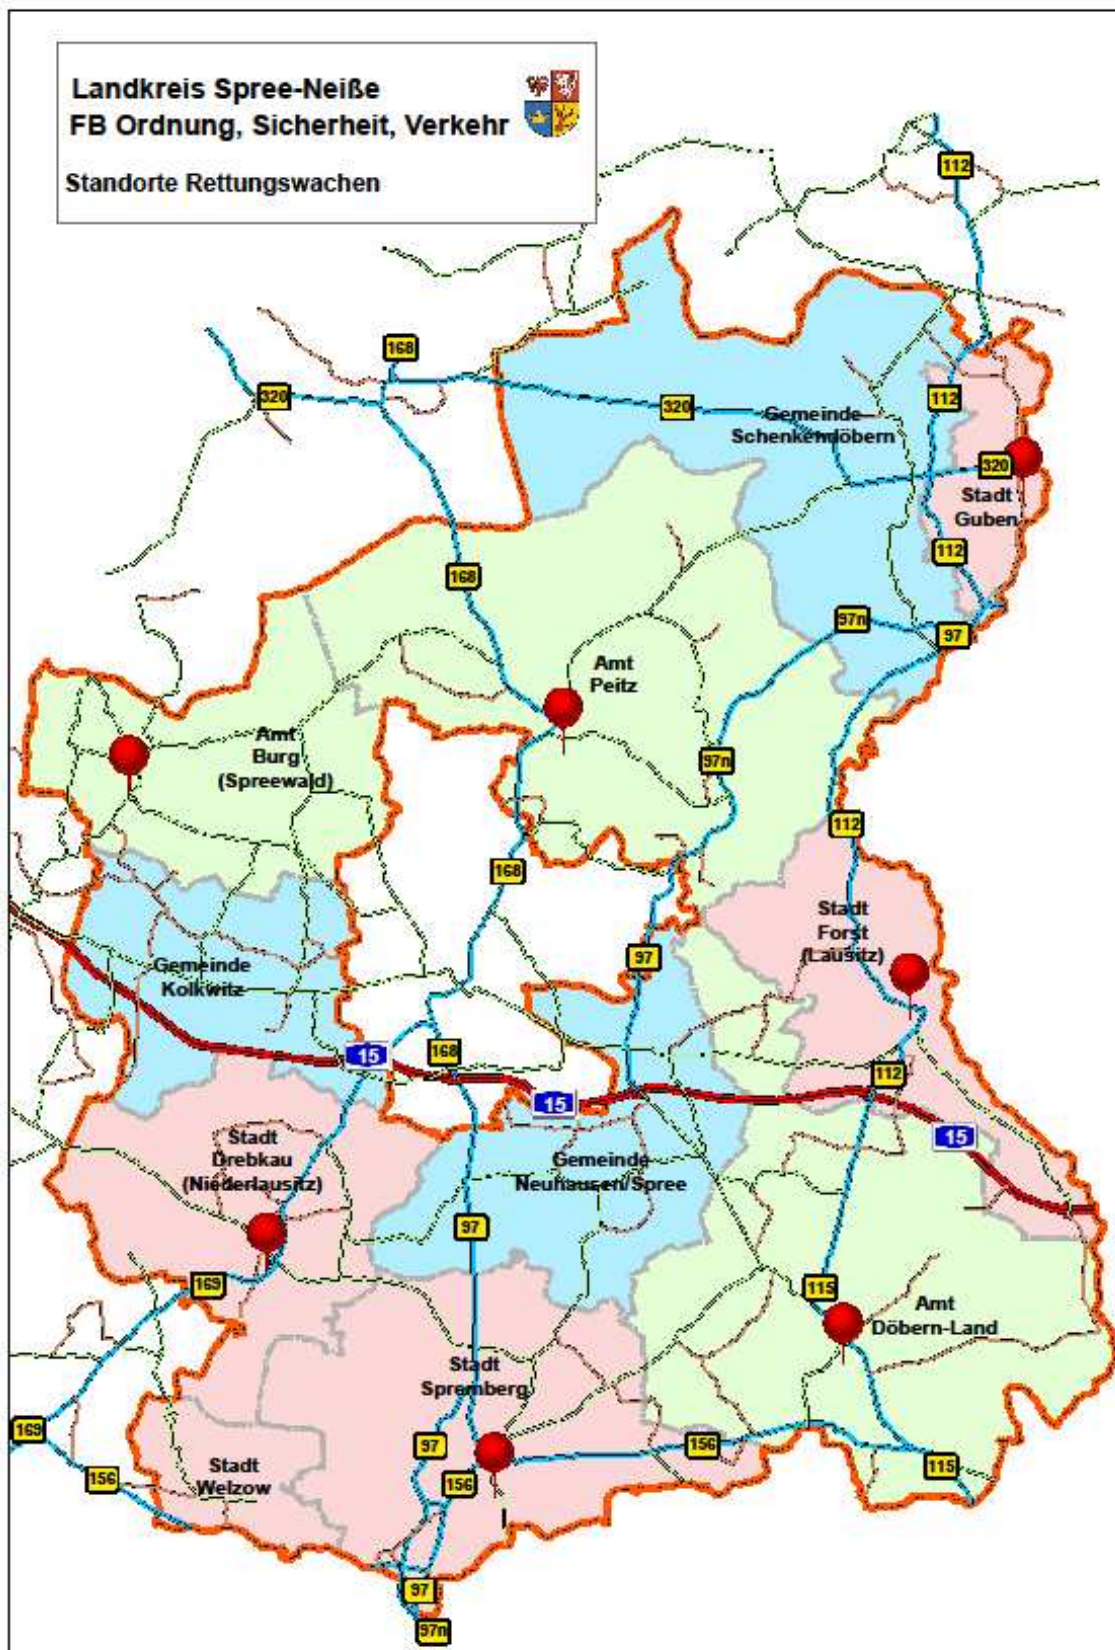 Landkreis Spree-Neiße
FB Ordnung, Sicherheit, Verkehr
Standorte Rettungswachen
112
168
320
320
112
Gemeinde
Schenkendöbern
320
Stadt
Guben
112
168
97n
97
Amt
Peitz
Amt
Burg
(Spreewald)
97n
112
168
Stadt
Forst
(Lausitz)
97
Gemeinde
Kolkwitz
15
168
112
15
15
Stadt
Drebkau
(Niederlausitz)
Gemeinde
Neuhausen/Spree
97
169
115
Amt
Döbern-Land
Stadt
Spremberg
169
97
156
156
115
156
Stadt
Welzow
97
97n